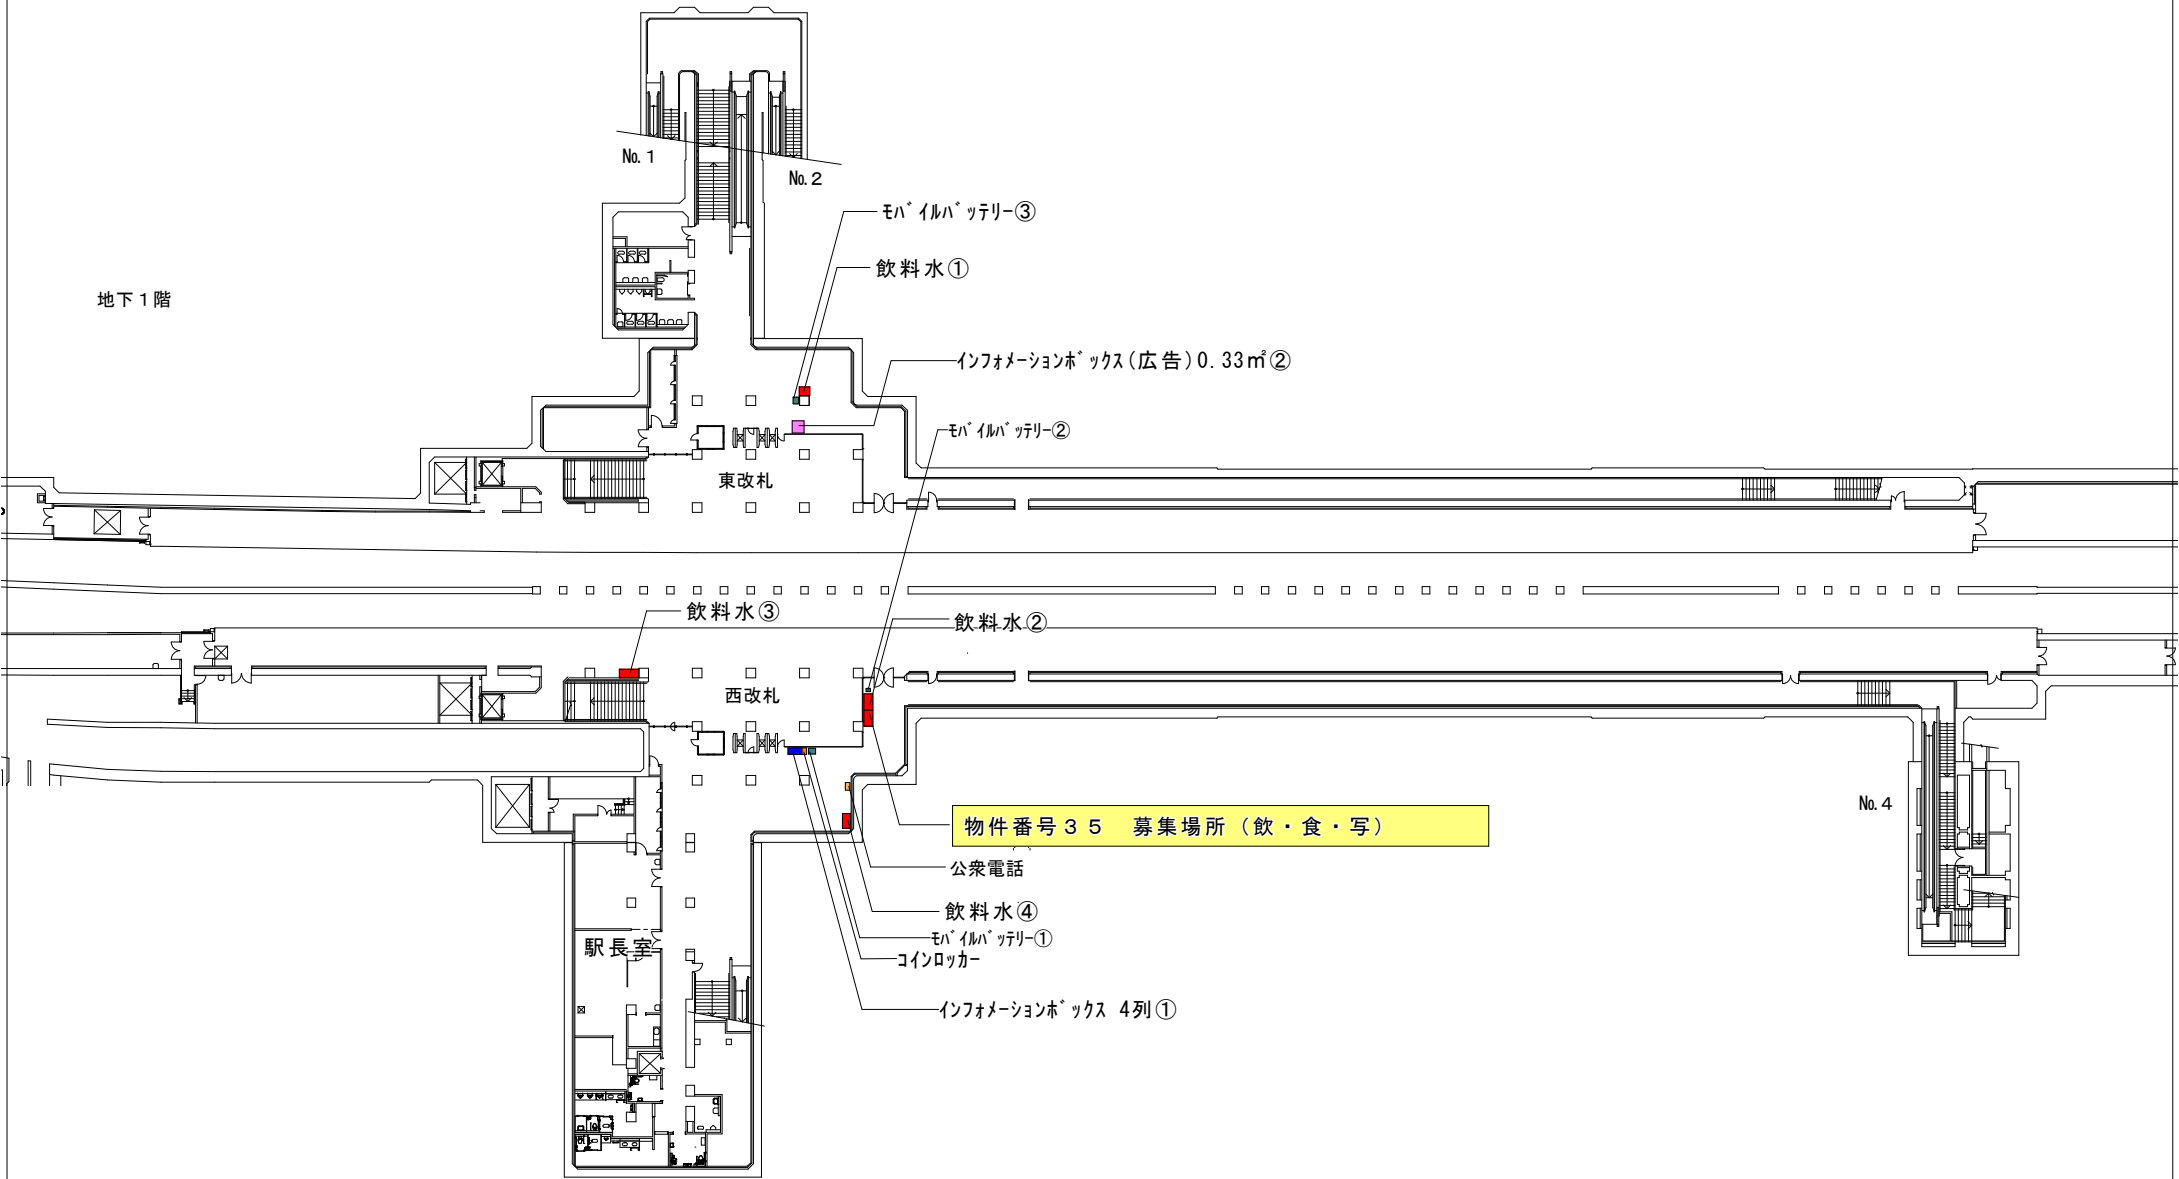 №.1
№.2
モバイルバッテリー③
飲料水①
地下1階
インフォメーションボックス(広告)0.33㎡②
モバイルバッテリー②
東改札
飲料水③
飲料水②
西改札
№.4
物件番号35 募集場所(飲・食・写)
公衆電話
飲料水④
モバイルバッテリー①
駅長室
コインロッカー
インフォメーションボックス 4列①